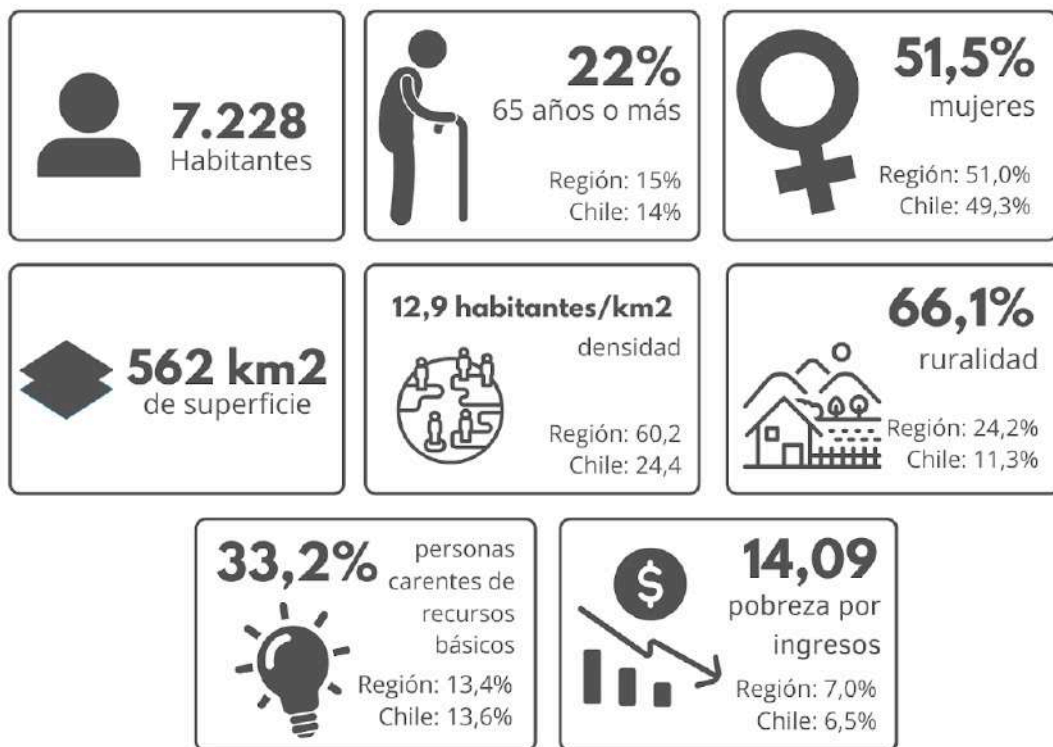 7.228
Habitantes
22%
65 años o más
Región: 15%
Chile: 14%
51,5%
mujeres
Región: 51,0%
Chile: 49,3%
562 km2
de superficie
12,9 habitantes/km2
densidad
Región: 60,2
Chile: 24,4
66,1%
ruralidad
Región: 24,2%
Chile: 11,3%
33,2%
personas
carentes de
recursos
básicos
Región: 13,4%
Chile: 13,6%
$
14,09
pobreza por
ingresos
Región: 7,0%
Chile: 6,5%